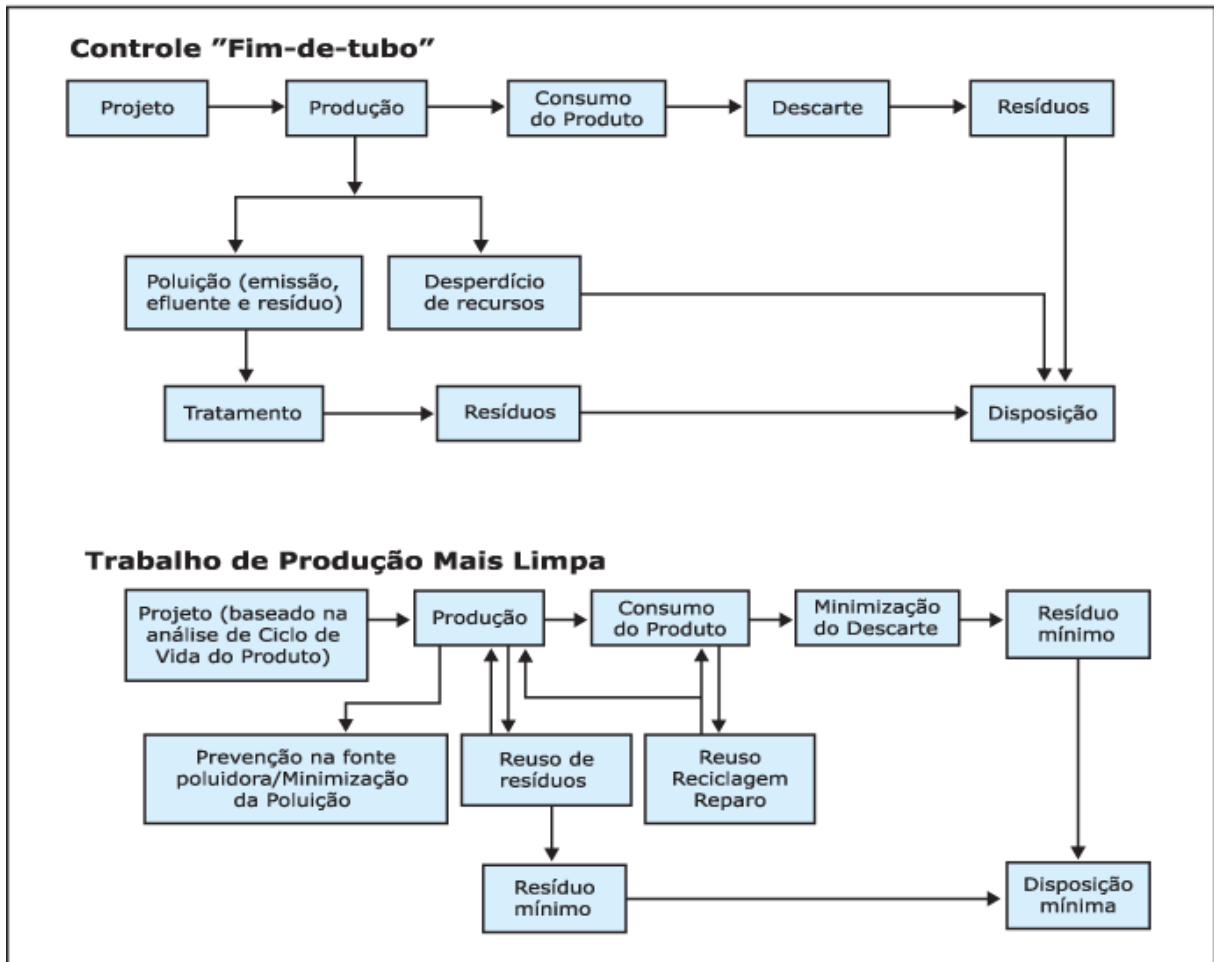 Controle ”Fim-de-tubo”
Projeto
Produção
Consumo
do Produto
Descarte
Resíduos
Poluição (emissão,
efluente e resíduo)
Desperdício
de recursos
Tratamento
Resíduos
Disposição
Trabalho de Produção Mais Limpa
Projeto (baseado na
análise de Ciclo de
Vida do Produto)
Produção
Consumo
do Produto
Minimização
do Descarte
Resíduo
mínimo
Prevenção na fonte
poluidora/Minimização
da Poluição
Reuso de
resíduos
Reuso
Reciclagem
Reparo
Resíduo
mínimo
Disposição
mínima